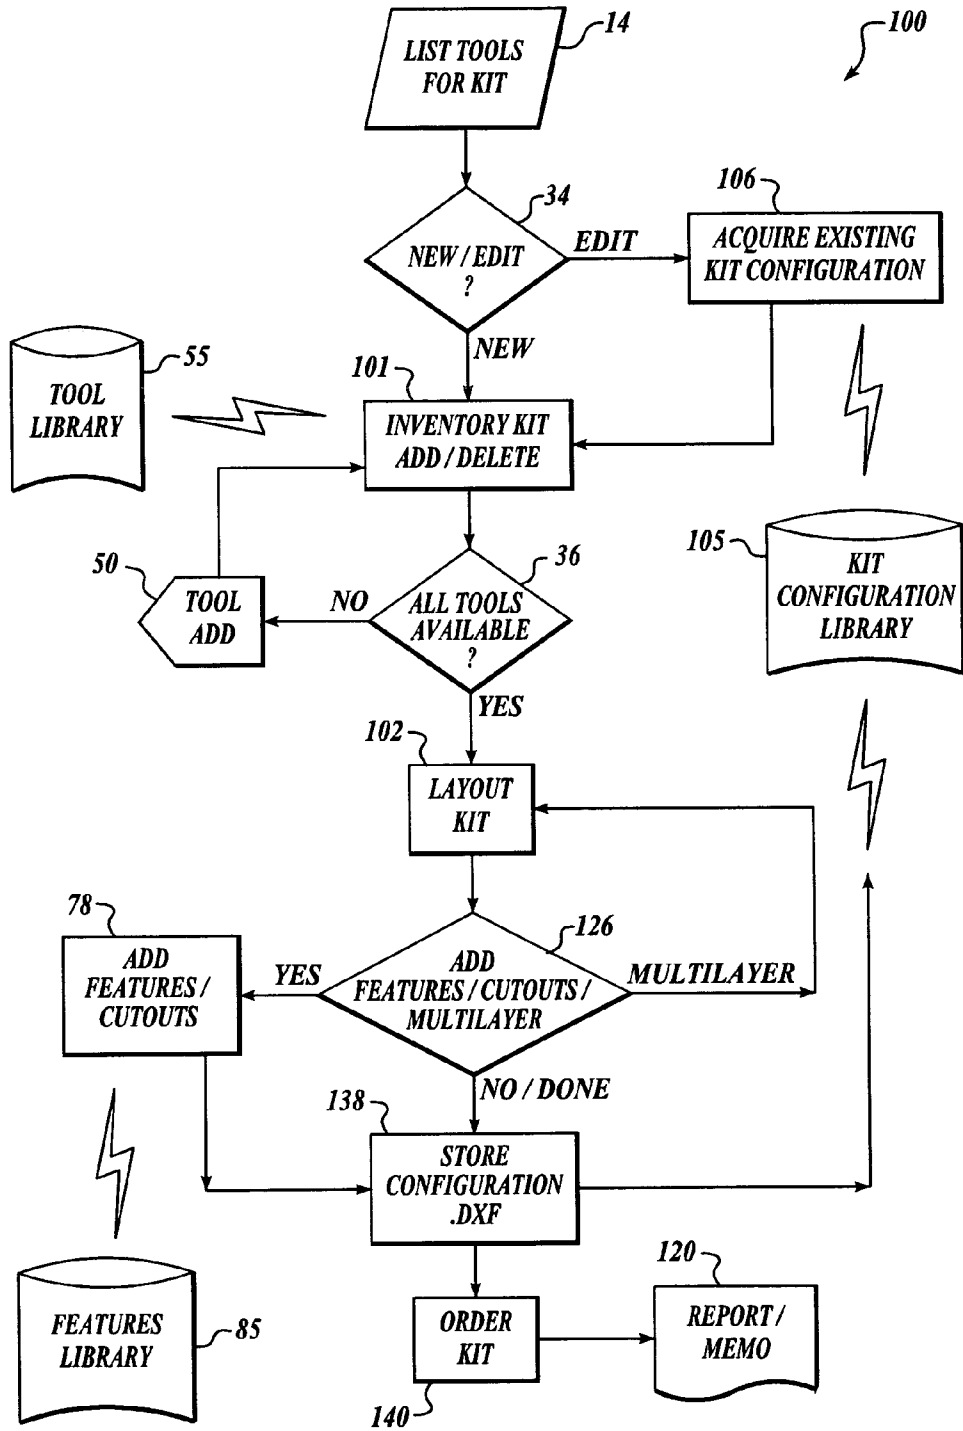 LIST TOOLS
FOR KIT
14
100
34
NEW / EDIT
?
EDIT
106
ACQUIRE EXISTING
KIT CONFIGURATION
NEW
55
TOOL
LIBRARY
101
INVENTORY KIT
ADD / DELETE
50
TOOL
ADD
NO
36
ALL TOOLS
AVAILABLE
?
105
KIT
CONFIGURATION
LIBRARY
YES
102
LAYOUT
KIT
78
ADD
FEATURES /
CUTOUTS
YES
126
ADD
FEATURES / CUTOUTS /
MULTILAYER
MULTILAYER
NO / DONE
138
STORE
CONFIGURATION
.DXF
85
FEATURES
LIBRARY
ORDER
KIT
140
120
REPORT /
MEMO